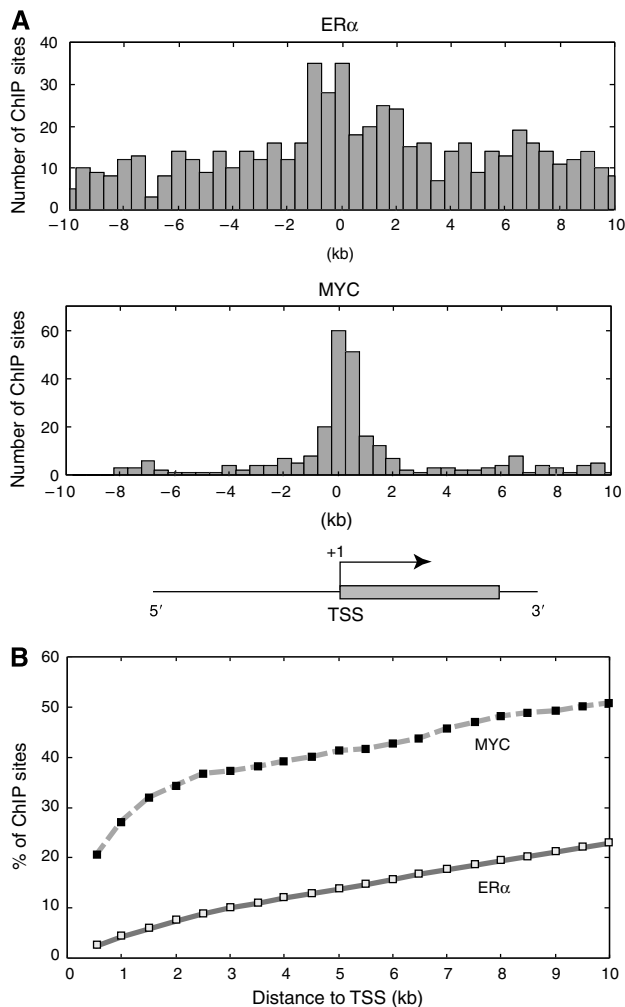 A
ERα
Number of ChIP sites
40
30
20
10
0
−10 −8 −6 −4 −2 0 2 4 6 8 10
(kb)
MYC
Number of ChIP sites
60
40
20
0
−10 −8 −6 −4 −2 0 2 4 6 8 10
(kb)
+1
5′ TSS 3′
B
% of ChIP sites
60
50
40
30
20
10
0
MYC
ERα
0 1 2 3 4 5 6 7 8 9 10
Distance to TSS (kb)